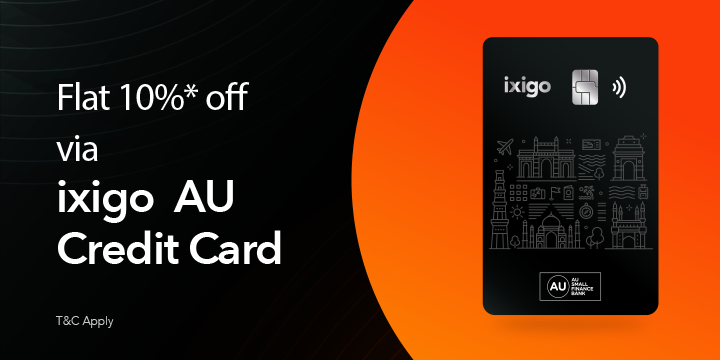 Flat 10%* off
via
ixigo AU
Credit Card
T&C Apply
ixigo
AU
AU
SMALL
FINANCE
BANK